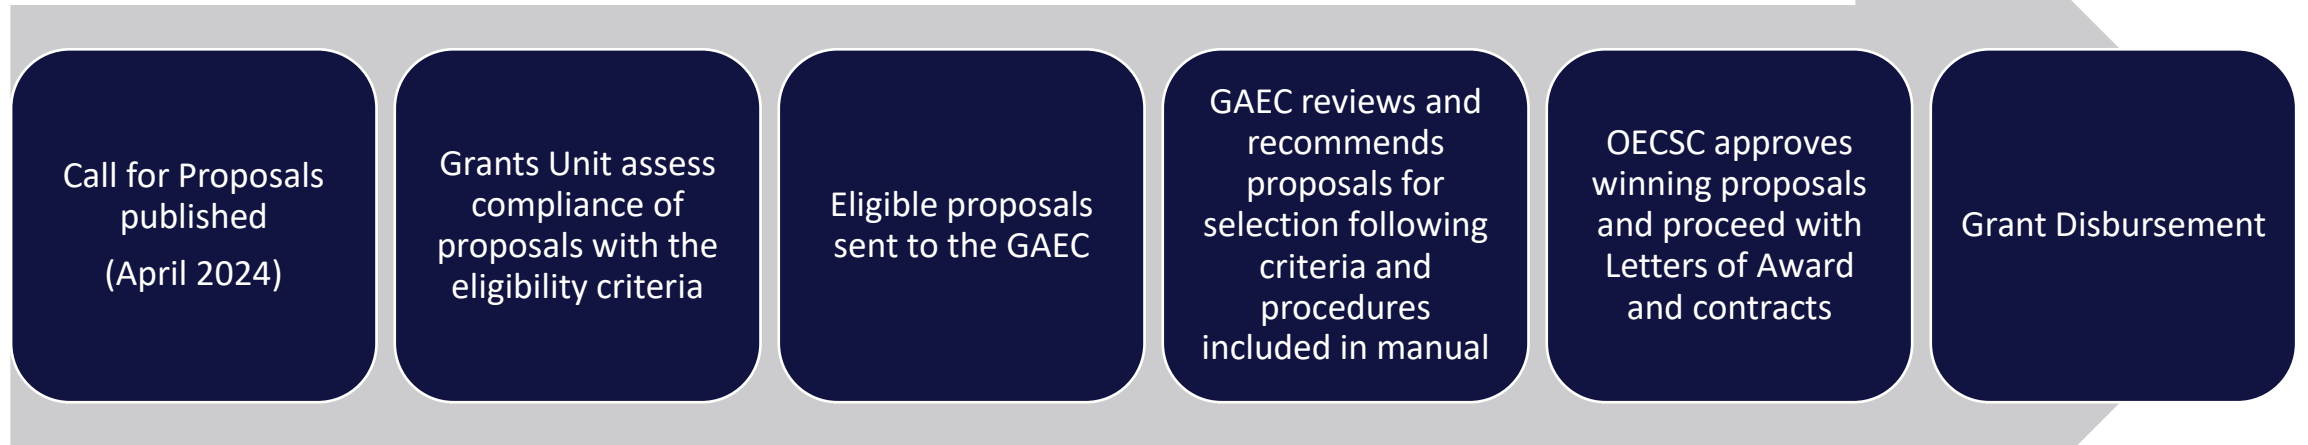 Call for Proposals
published
(April 2024)
Grants Unit assess
compliance of
proposals with the
eligibility criteria
Eligible proposals
sent to the GAEC
GAEC reviews and
recommends
proposals for
selection following
criteria and
procedures
included in manual
OECSC approves
winning proposals
and proceed with
Letters of Award
and contracts
Grant Disbursement